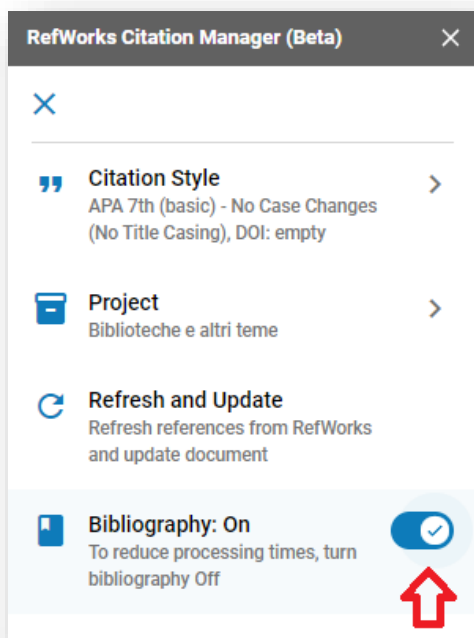 RefWorks Citation Manager (Beta)
Citation Style
APA 7th (basic) - No Case Changes
(No Title Casing), DOI: empty
Project
Biblioteche e altri teme
Refresh and Update
Refresh references from RefWorks
and update document
Bibliography: On
To reduce processing times, turn
bibliography Off